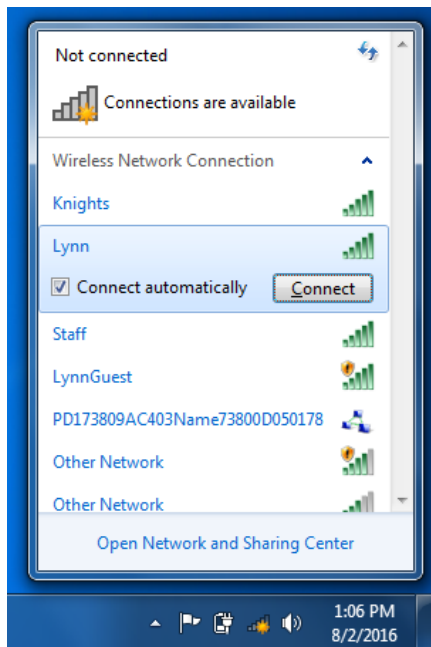 Not connected
Connections are available
Wireless Network Connection
Knights
Lynn
Connect automatically
Connect
Staff
LynnGuest
PD173809AC403Name73800D050178
Other Network
Other Network
Open Network and Sharing Center
1:06 PM
8/2/2016